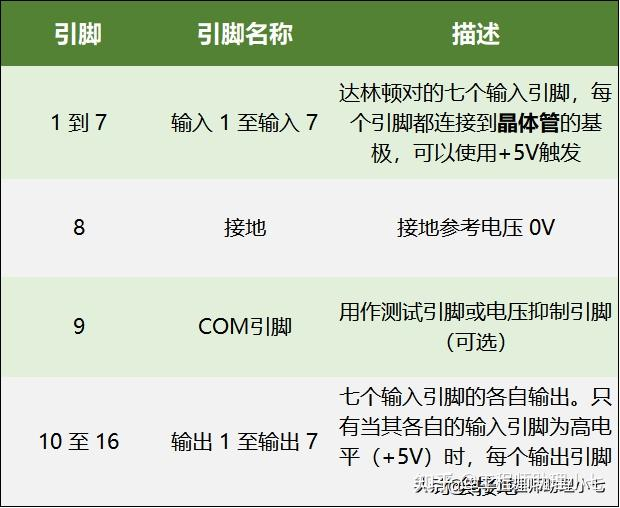 引脚 引脚名称 描述
1 到 7 输入 1 至输入 7 达林顿对的七个输入引脚，每
个引脚都连接到晶体管的基
极，可以使用+5V触发
8 接地 接地参考电压 0V
9 COM引脚 用作测试引脚或电压抑制引脚
（可选）
10 至 16 输出 1 至输出 7 七个输入引脚的各自输出。只
有当其各自的输入引脚为高电
平（+5V）时，每个输出引脚
会接地